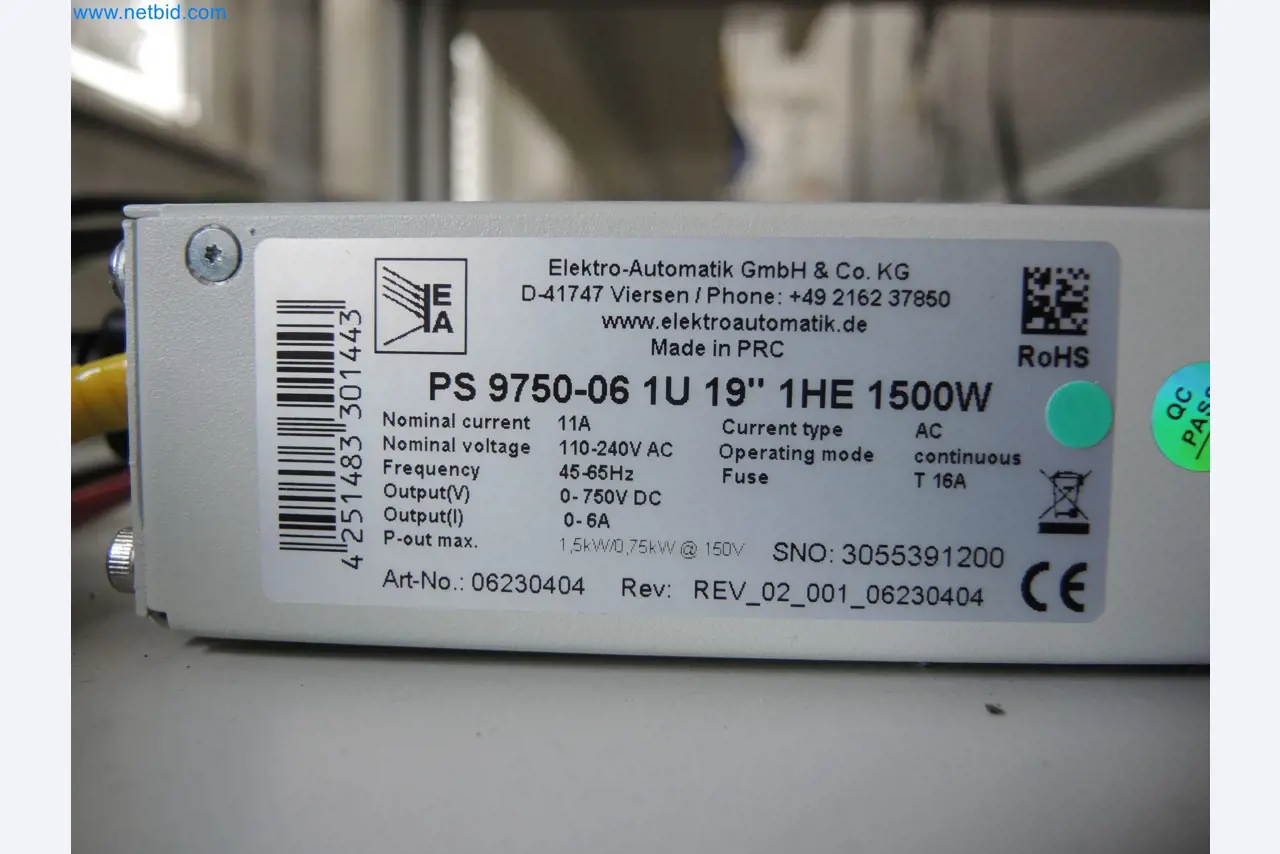 www.netbid.com
EA
Elektro-Automatik GmbH & Co. KG
D-41747 Viersen / Phone: +49 2162 37850
www.elektroautomatik.de
Made in PRC
RoHS
PS 9750-06 1U 19" 1HE 1500W
Nominal current 11A
Nominal voltage 110-240V AC
Frequency 45-65Hz
Output(V) 0- 750V DC
Output(I) 0- 6A
P-out max. 1,5kW/0,75kW @ 150V
Current type AC
Operating mode continuous
Fuse T 16A
SNO: 3055391200
Art-No.: 06230404 Rev: REV_02_001_06230404
CE
4 251483 301443
QC
PASS